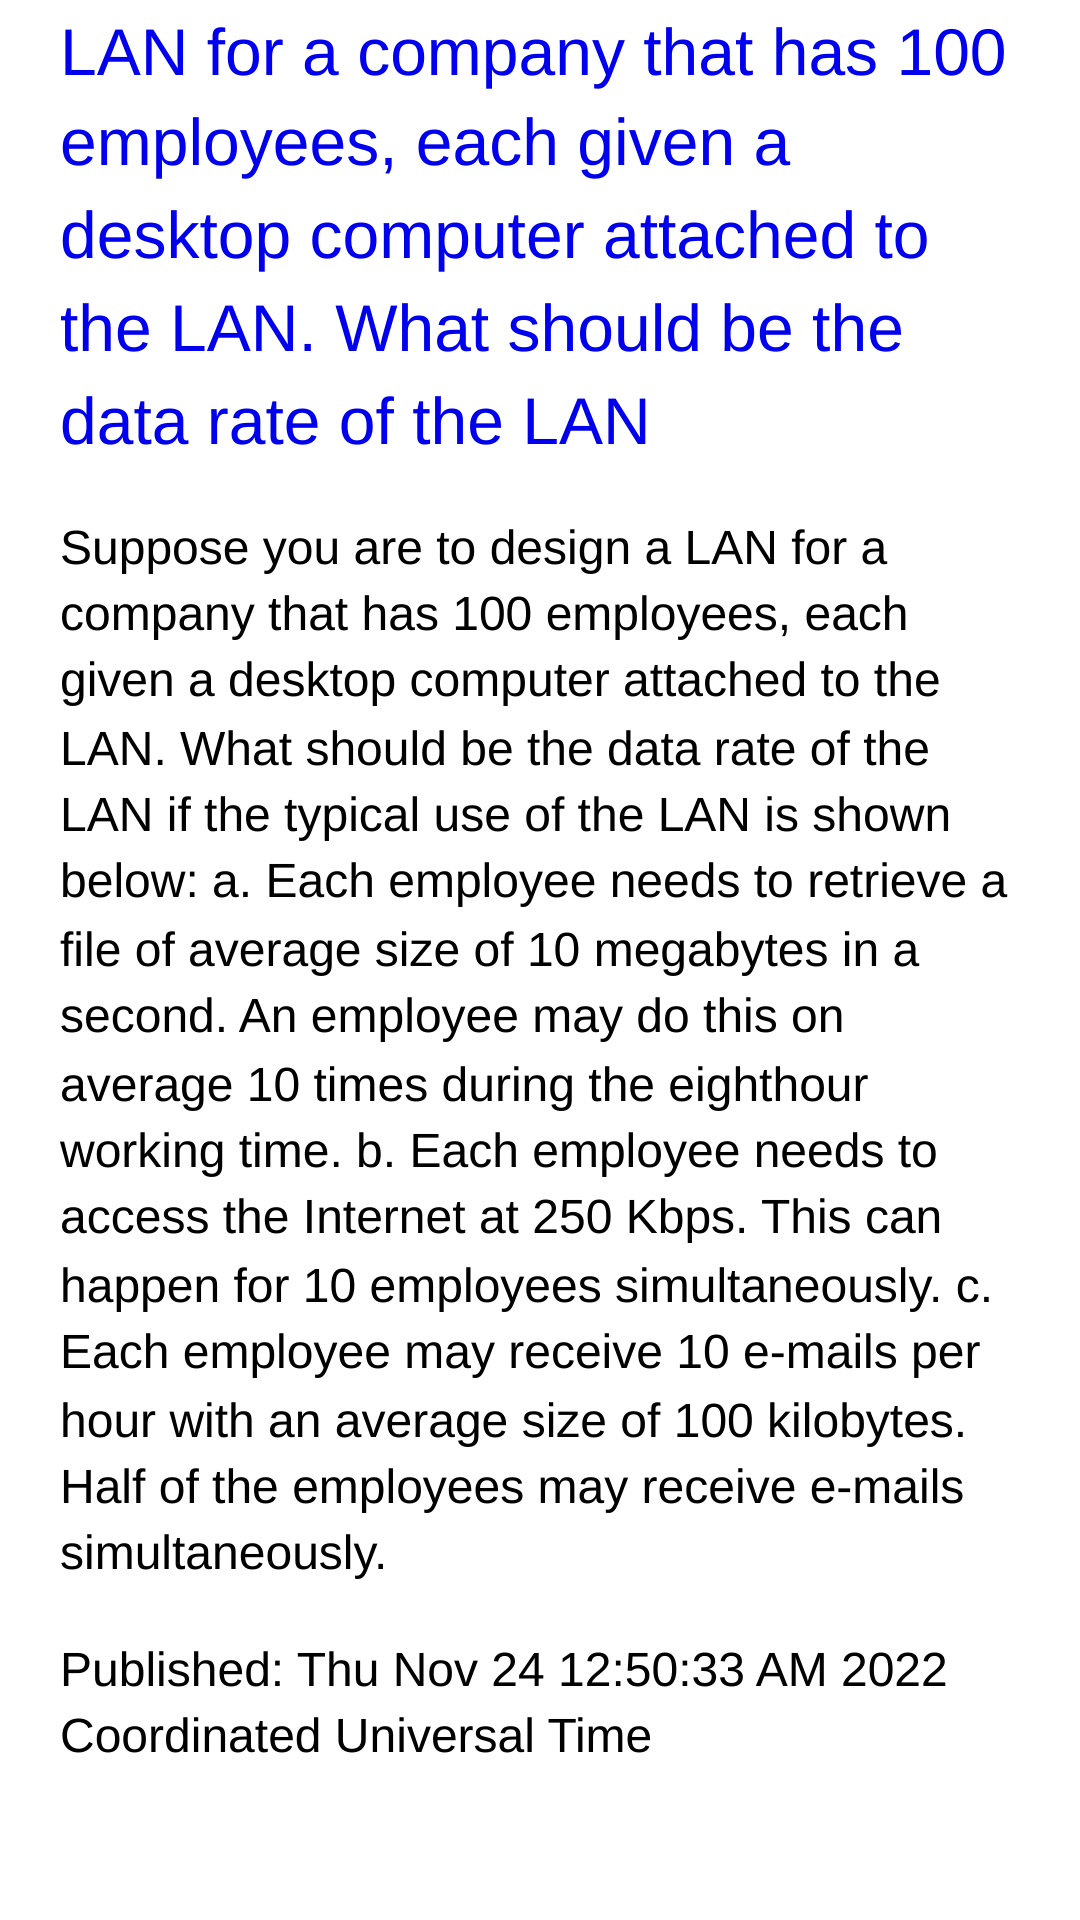 LAN for a company that has 100
employees, each given a
desktop computer attached to
the LAN. What should be the
data rate of the LAN
Suppose you are to design a LAN for a
company that has 100 employees, each
given a desktop computer attached to the
LAN. What should be the data rate of the
LAN if the typical use of the LAN is shown
below: a. Each employee needs to retrieve a
file of average size of 10 megabytes in a
second. An employee may do this on
average 10 times during the eighthour
working time. b. Each employee needs to
access the Internet at 250 Kbps. This can
happen for 10 employees simultaneously. c.
Each employee may receive 10 e-mails per
hour with an average size of 100 kilobytes.
Half of the employees may receive e-mails
simultaneously.
Published: Thu Nov 24 12:50:33 AM 2022
Coordinated Universal Time